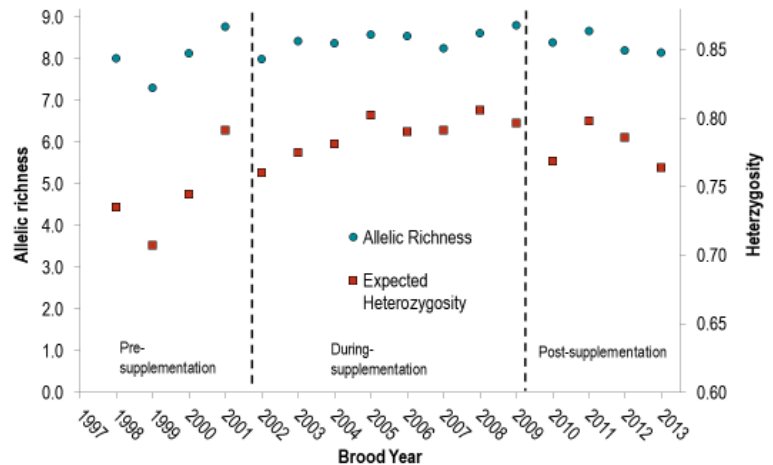 9.0
8.0
7.0
6.0
5.0
4.0
3.0
2.0
1.0
0.0
Allelic richness
0.85
0.80
0.75
0.70
0.65
0.60
Heterzygosity
Allelic Richness
Expected
Heterozygosity
Pre-
supplementation
During-
supplementation
Post-supplementation
1997 1998 1999 2000 2001 2002 2003 2004 2005 2006 2007 2008 2009 2010 2011 2012 2013
Brood Year